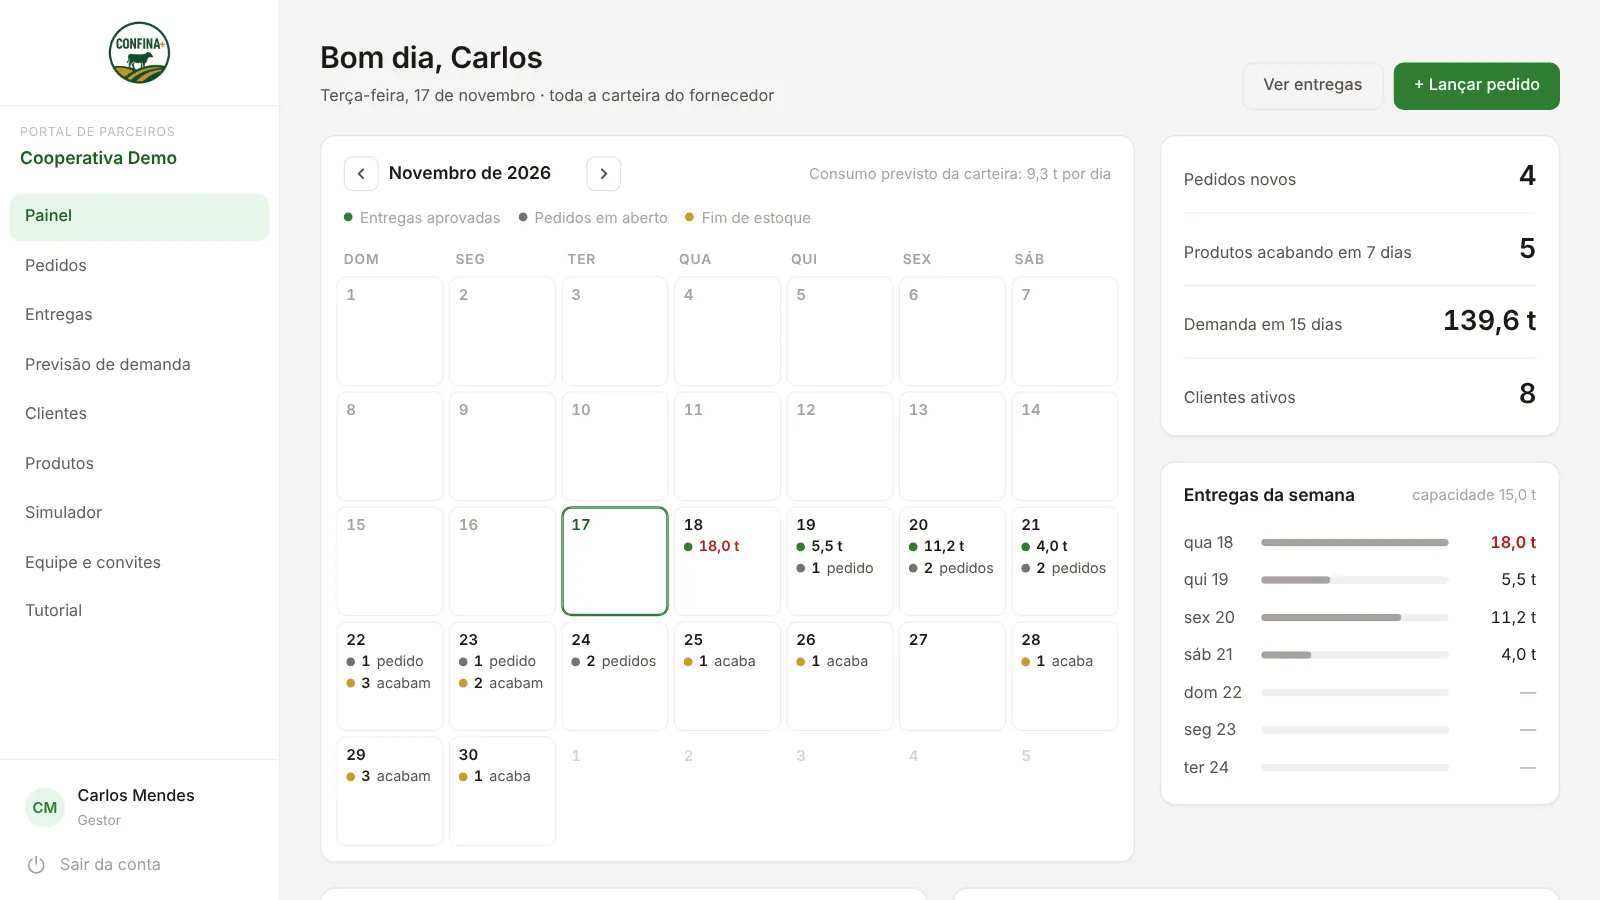 CONFINA+
PORTAL DE PARCEIROS
Cooperativa Demo
Painel
Pedidos
Entregas
Previsão de demanda
Clientes
Produtos
Simulador
Equipe e convites
Tutorial
CM
Carlos Mendes
Gestor
Sair da conta
Bom dia, Carlos
Terça-feira, 17 de novembro · toda a carteira do fornecedor
Ver entregas
+ Lançar pedido
Novembro de 2026
Consumo previsto da carteira: 9,3 t por dia
Entregas aprovadas
Pedidos em aberto
Fim de estoque
DOM SEG TER QUA QUI SEX SÁB
1 2 3 4 5 6 7
8 9 10 11 12 13 14
15 16 17 18 19 20 21
18,0 t 5,5 t 11,2 t 4,0 t
1 pedido 2 pedidos 2 pedidos
22 23 24 25 26 27 28
1 pedido 1 pedido 2 pedidos 1 acaba 1 acaba 1 acaba
3 acabam 2 acabam
29 30 1 2 3 4 5
3 acabam 1 acaba
Pedidos novos 4
Produtos acabando em 7 dias 5
Demanda em 15 dias 139,6 t
Clientes ativos 8
Entregas da semana capacidade 15,0 t
qua 18 18,0 t
qui 19 5,5 t
sex 20 11,2 t
sáb 21 4,0 t
dom 22 —
seg 23 —
ter 24 —